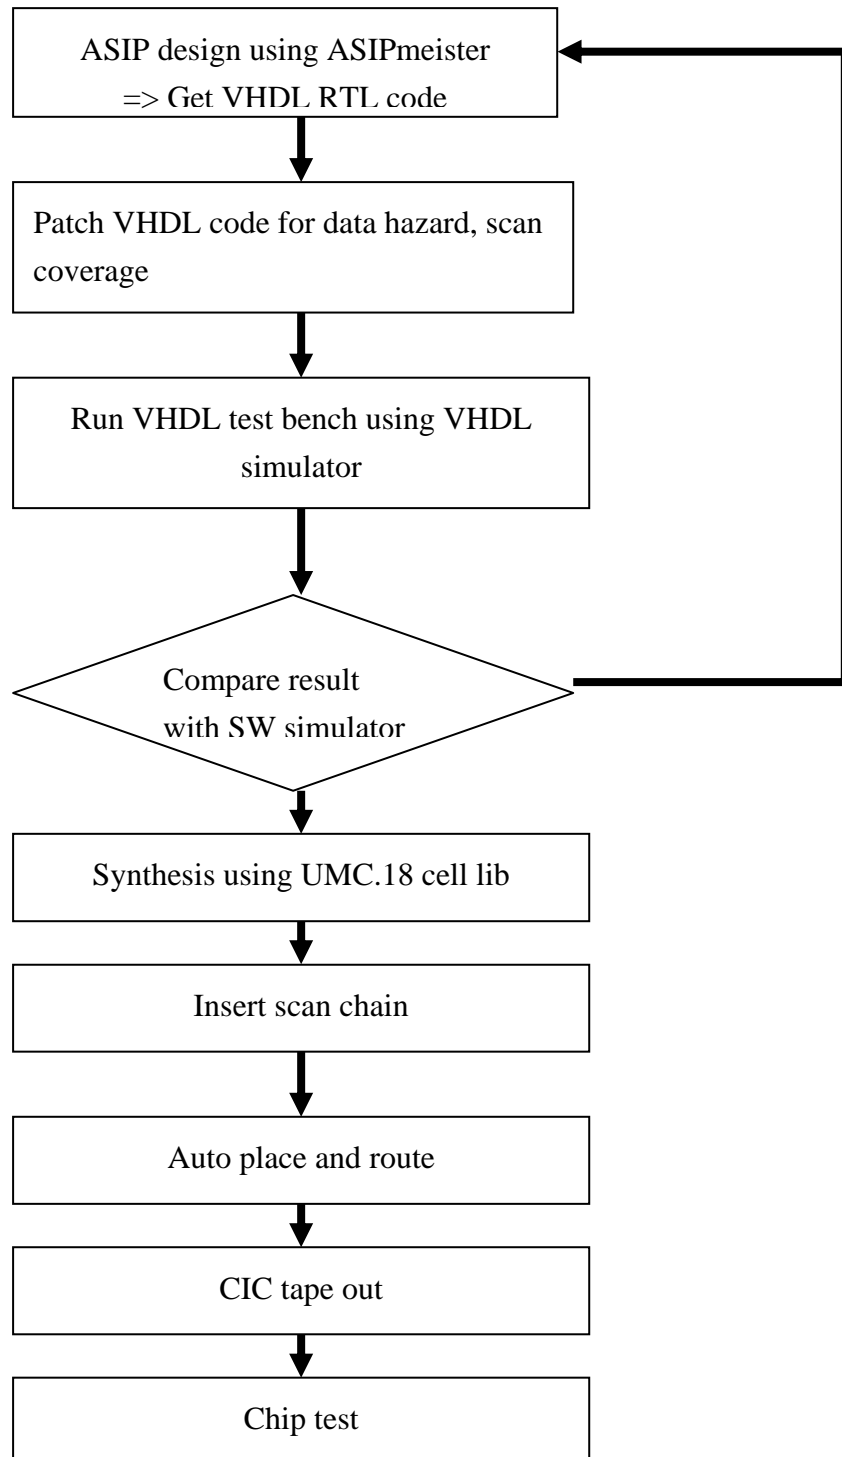 ASIP design using ASIPmeister
=> Get VHDL RTL code
Patch VHDL code for data hazard, scan
coverage
Run VHDL test bench using VHDL
simulator
Compare result
with SW simulator
Synthesis using UMC.18 cell lib
Insert scan chain
Auto place and route
CIC tape out
Chip test